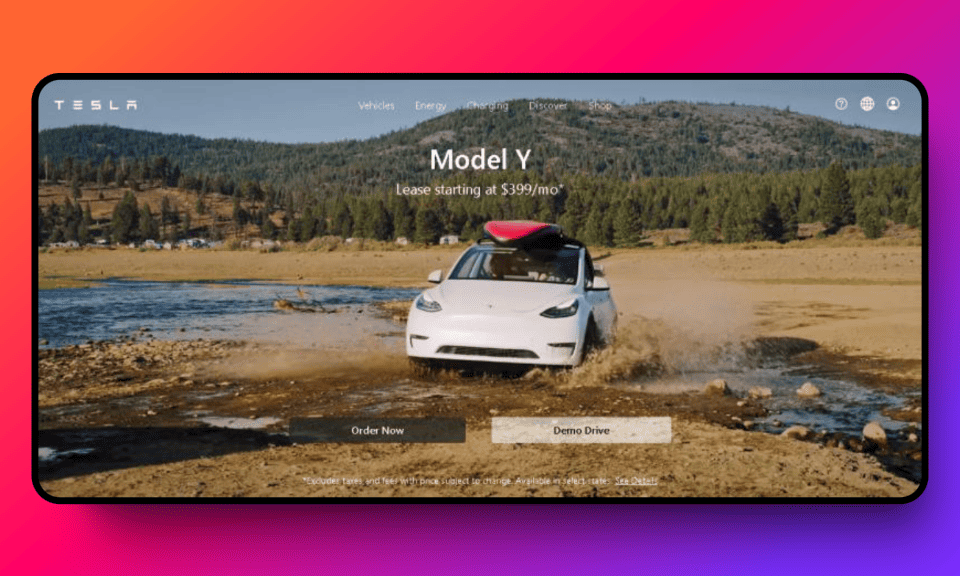 TESLA
Vehicles Energy Charging Discover Shop
Model Y
Lease starting at $399/mo*
Order Now
Demo Drive
*Excludes taxes and fees with price subject to change. Available in select states. See Details